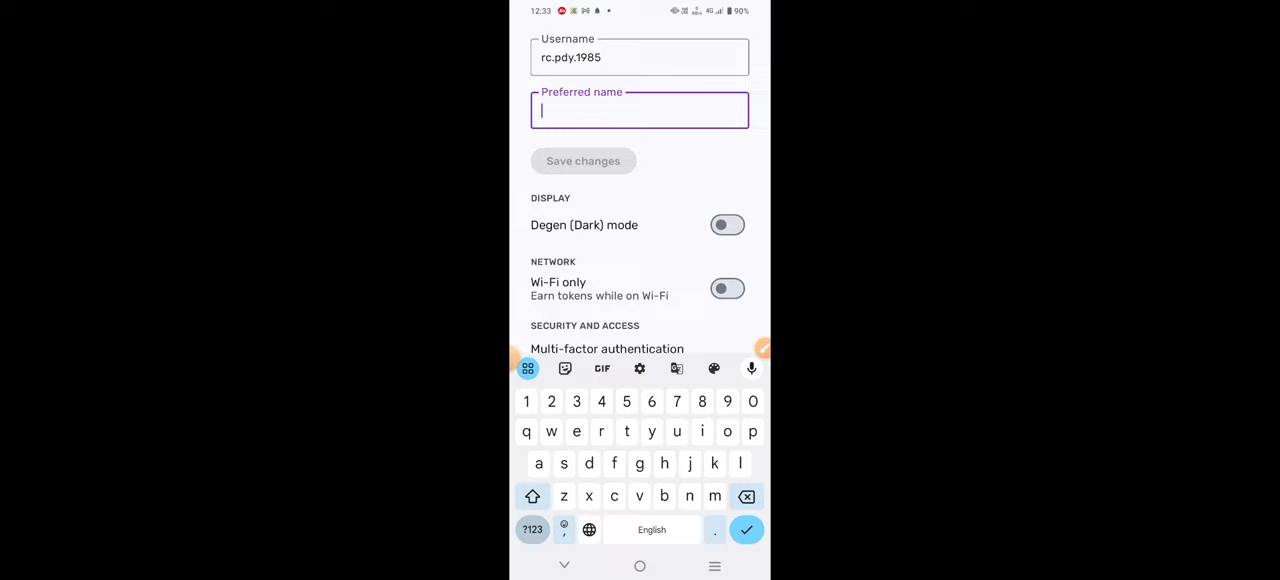 12:33 4G 90%
Username
rc.pdy.1985
Preferred name
Save changes
DISPLAY
Degen (Dark) mode
NETWORK
Wi-Fi only
Earn tokens while on Wi-Fi
SECURITY AND ACCESS
Multi-factor authentication
GIF
1 2 3 4 5 6 7 8 9 0
q w e r t y u i o p
a s d f g h j k l
z x c v b n m
?123 , English .